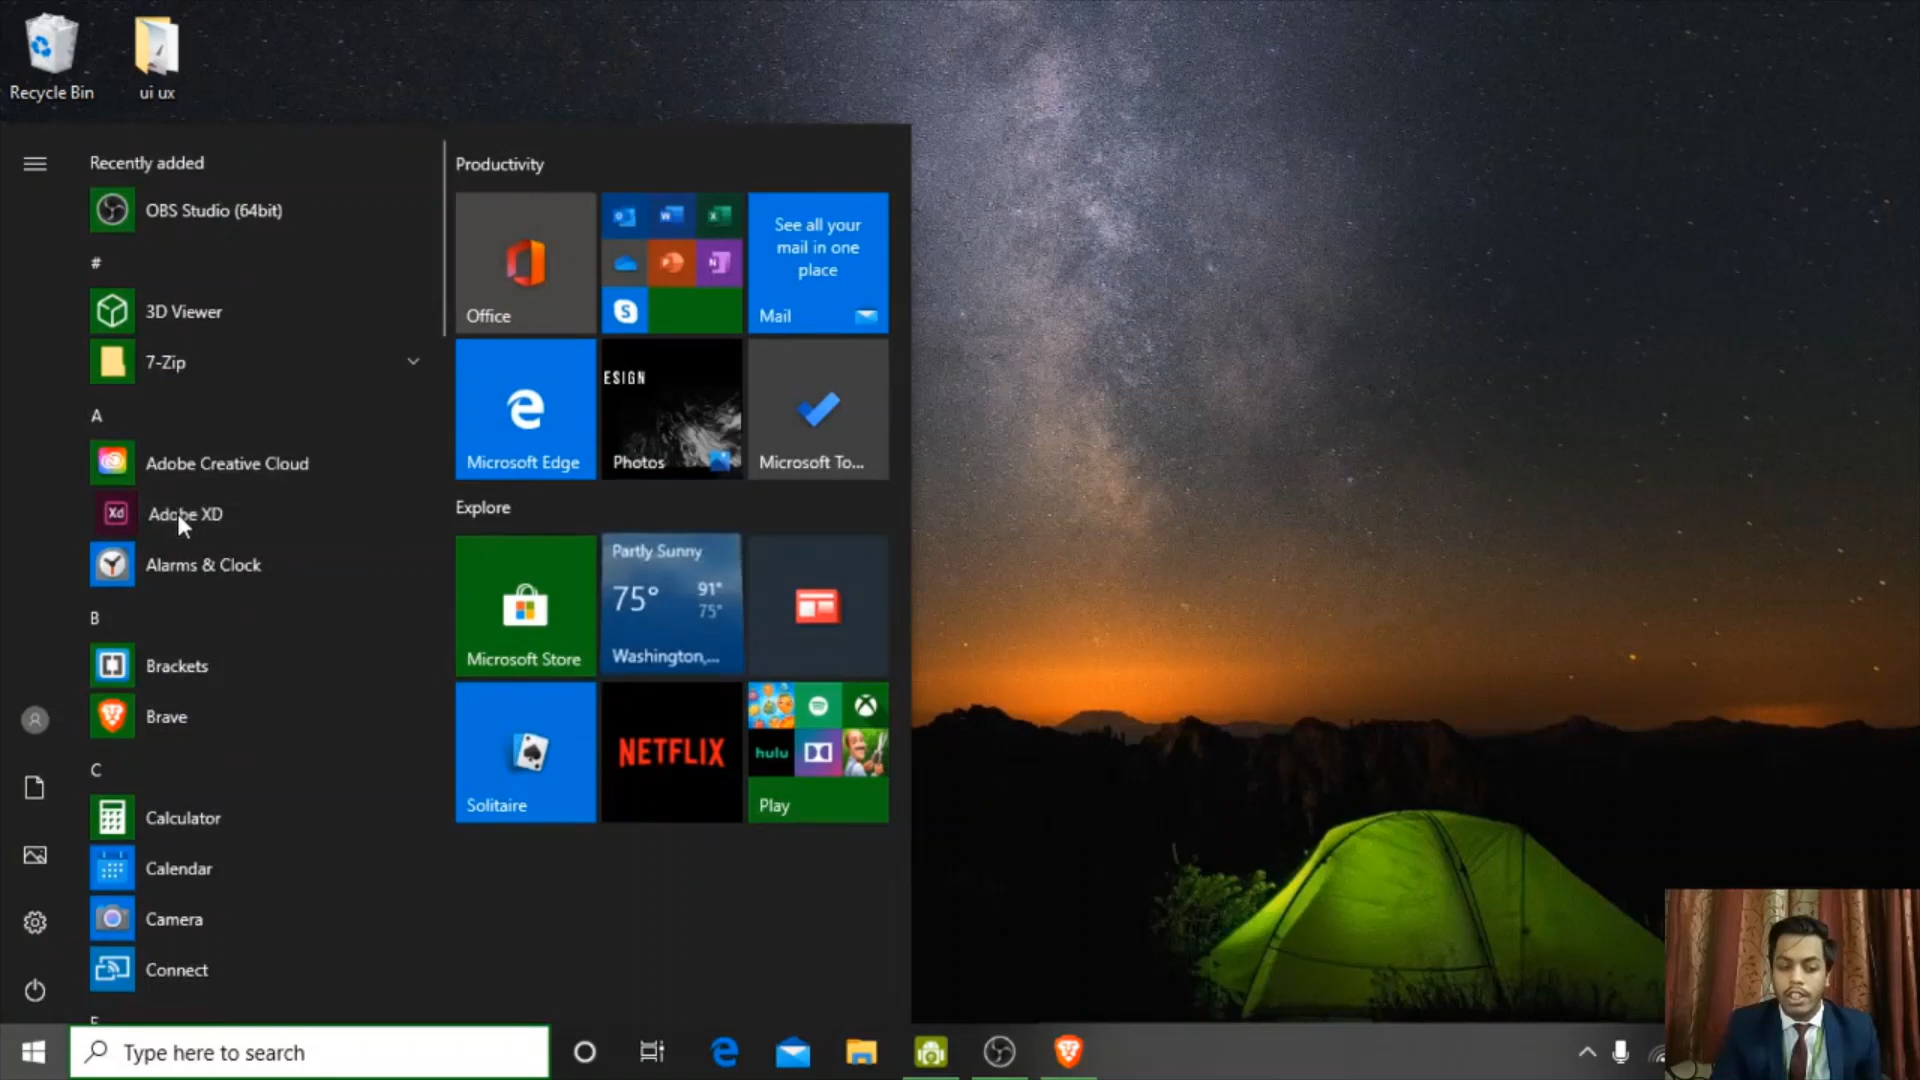 Recycle Bin
ui ux
Recently added
OBS Studio (64bit)
#
3D Viewer
7-Zip
A
Adobe Creative Cloud
Xd
Adobe XD
Alarms & Clock
B
Brackets
Brave
C
Calculator
Calendar
Camera
Connect
Productivity
Office
See all your
mail in one
place
Mail
Microsoft Edge
ESIGN
Photos
Microsoft To...
Explore
Microsoft Store
Partly Sunny
75°
91°
75°
Washington,...
Solitaire
NETFLIX
hulu
Play
Type here to search